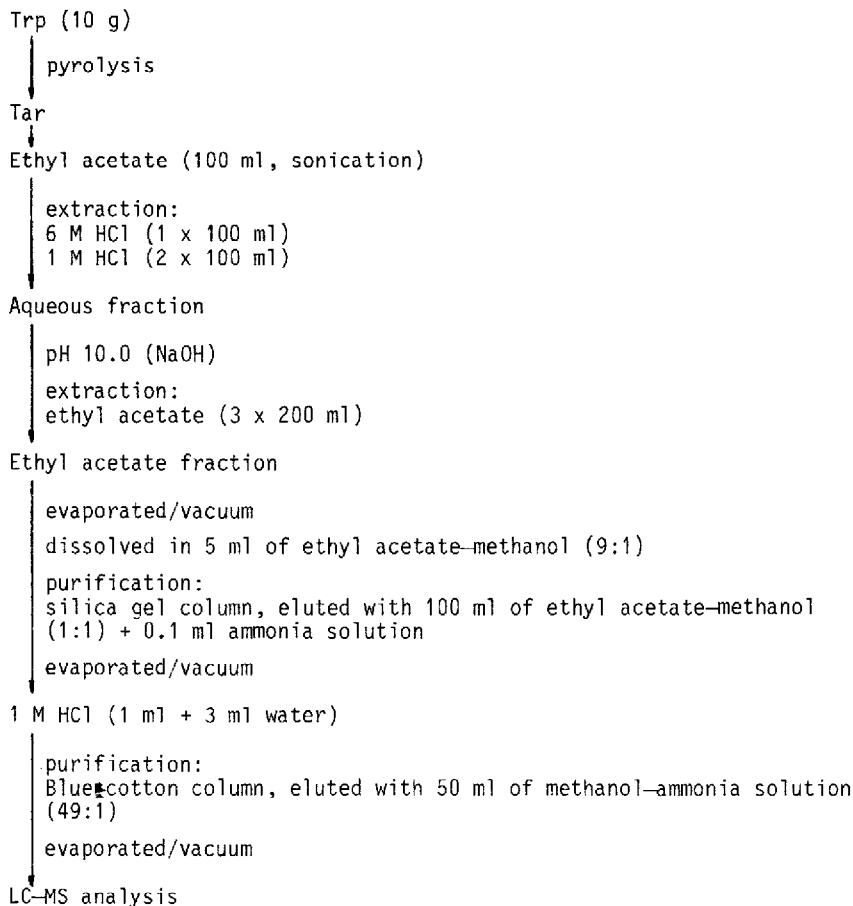 Trp (10 g)
pyrolysis
Tar
Ethyl acetate (100 ml, sonication)
extraction:
6 M HCl (1 x 100 ml)
1 M HCl (2 x 100 ml)
Aqueous fraction
pH 10.0 (NaOH)
extraction:
ethyl acetate (3 x 200 ml)
Ethyl acetate fraction
evaporated/vacuum
dissolved in 5 ml of ethyl acetate—methanol (9:1)
purification:
silica gel column, eluted with 100 ml of ethyl acetate—methanol
(1:1) + 0.1 ml ammonia solution
evaporated/vacuum
1 M HCl (1 ml + 3 ml water)
purification:
Blue cotton column, eluted with 50 ml of methanol—ammonia solution
(49:1)
evaporated/vacuum
LC—MS analysis